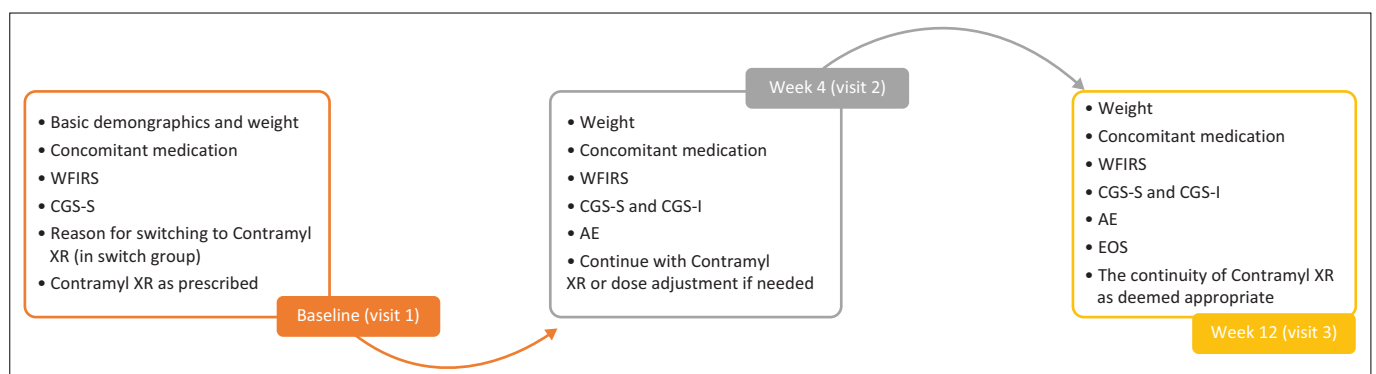 • Basic demongraphics and weight
• Concomitant medication
• WFIRS
• CGS-S
• Reason for switching to Contramyl
XR (in switch group)
• Contramyl XR as prescribed
Baseline (visit 1)
Week 4 (visit 2)
• Weight
• Concomitant medication
• WFIRS
• CGS-S and CGS-I
• AE
• Continue with Contramyl
XR or dose adjustment if needed
• Weight
• Concomitant medication
• WFIRS
• CGS-S and CGS-I
• AE
• EOS
• The continuity of Contramyl XR
as deemed appropriate
Week 12 (visit 3)